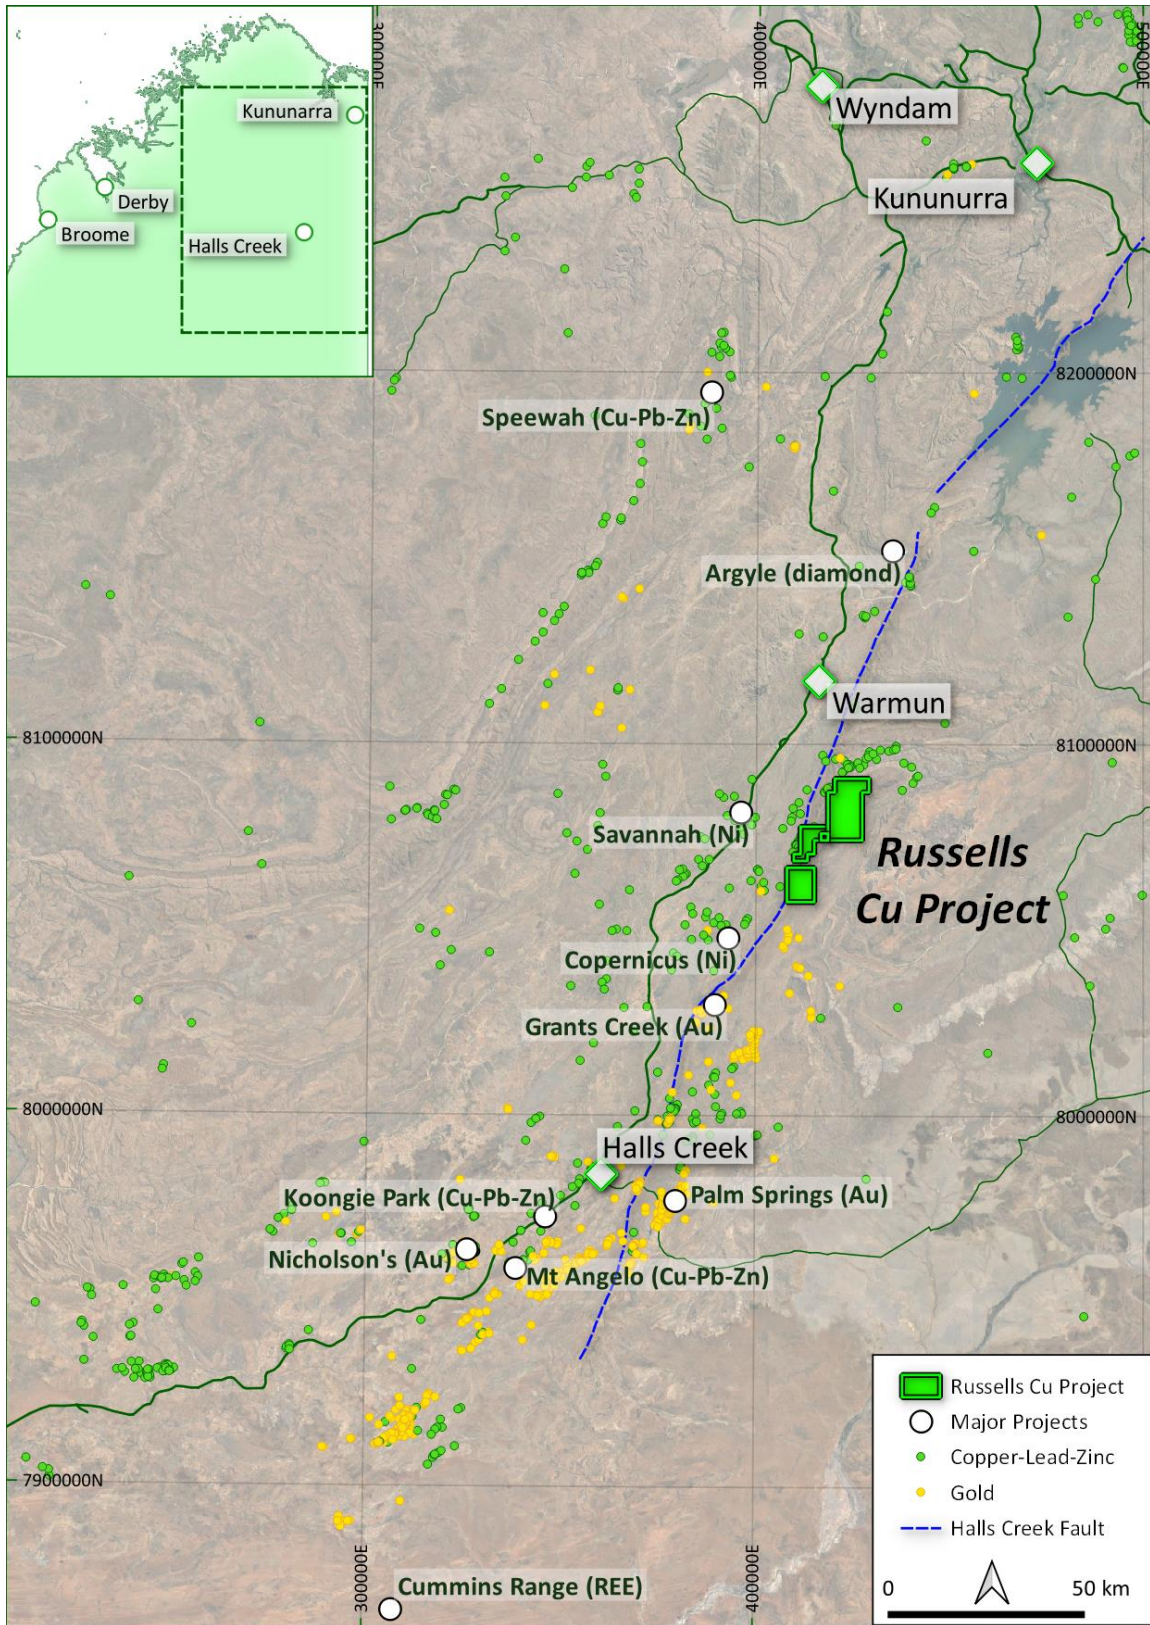 300000E
400000E
500000E
Kununarra
Derby
Broome
Halls Creek
Wyndam
Kununurra
8200000N
Speewah (Cu-Pb-Zn)
Argyle (diamond)
Warmun
8100000N
8100000N
Savannah (Ni)
Russells
Cu Project
Copernicus (Ni)
Grants Creek (Au)
8000000N
8000000N
Halls Creek
Koongie Park (Cu-Pb-Zn)
Palm Springs (Au)
Nicholson's (Au)
Mt Angelo (Cu-Pb-Zn)
7900000N
300000E
400000E
Cummins Range (REE)
Russells Cu Project
Major Projects
Copper-Lead-Zinc
Gold
Halls Creek Fault
0 50 km